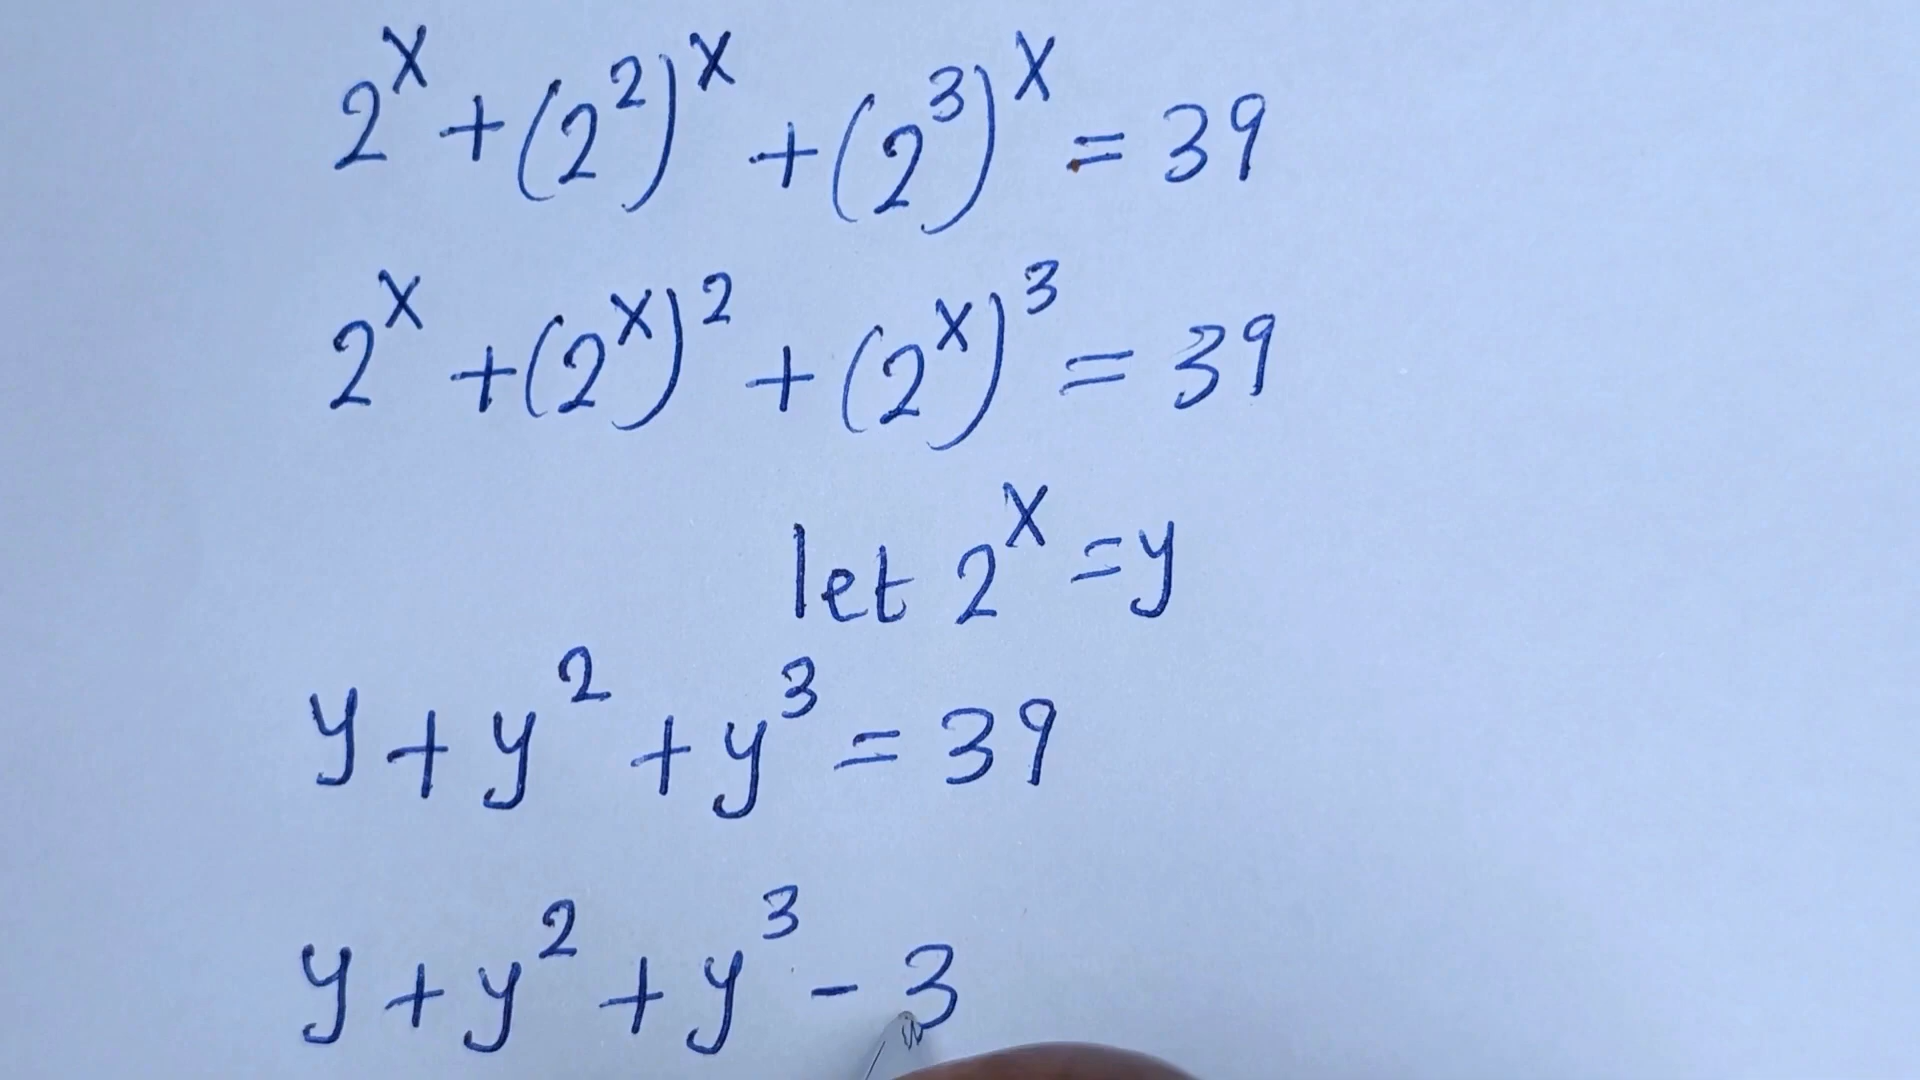 2^x + (2^2)^x + (2^3)^x = 39
2^x + (2^x)^2 + (2^x)^3 = 39
let 2^x = y
y + y^2 + y^3 = 39
y + y^2 + y^3 - 3